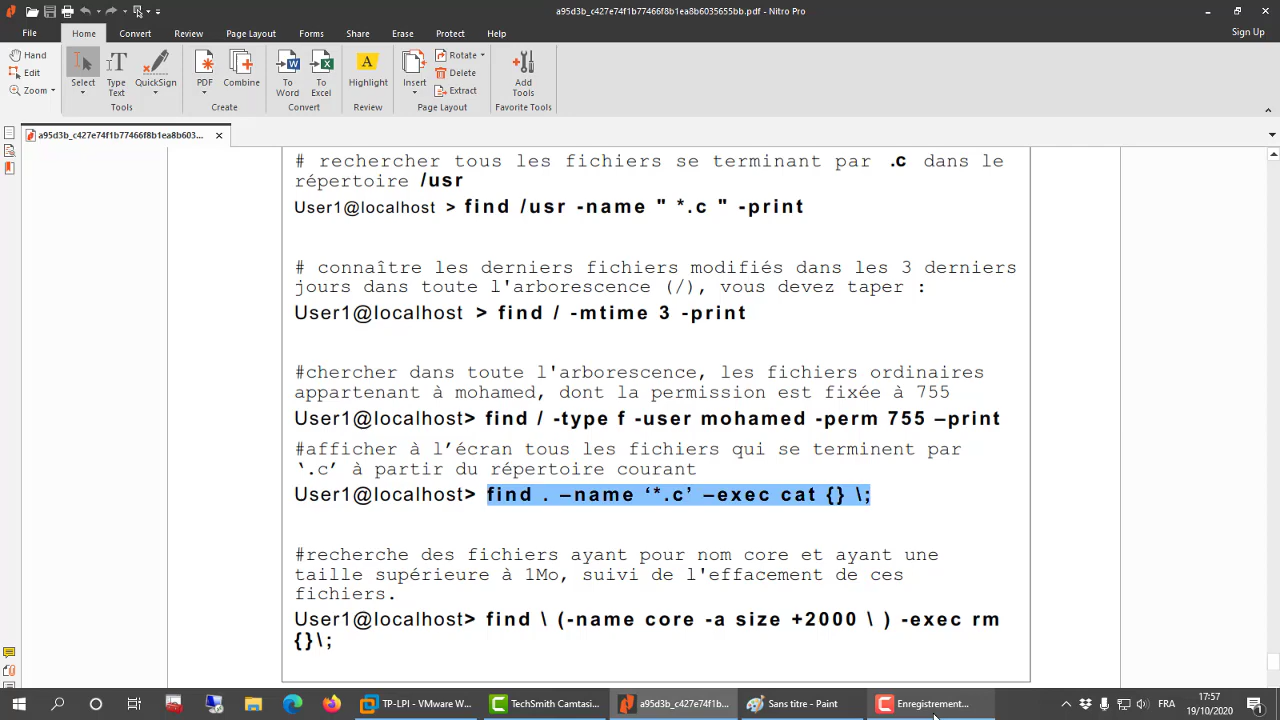 a95d3b_c427e74f1b77466f8b1ea8b6035655bb.pdf - Nitro Pro
File Home Convert Review Page Layout Forms Share Erase Protect Help Sign Up
Hand
Edit
Zoom
Select
Type Text
QuickSign
Tools
PDF
Combine
Create
To Word
To Excel
Convert
Highlight
Review
Insert
Rotate
Delete
Extract
Page Layout
Add Tools
Favorite Tools
a95d3b_c427e74f1b77466f8b1ea8b603...
# rechercher tous les fichiers se terminant par .c dans le
répertoire /usr
User1@localhost > find /usr -name " *.c " -print
# connaître les derniers fichiers modifiés dans les 3 derniers
jours dans toute l'arborescence (/), vous devez taper :
User1@localhost > find / -mtime 3 -print
#chercher dans toute l'arborescence, les fichiers ordinaires
appartenant à mohamed, dont la permission est fixée à 755
User1@localhost> find / -type f -user mohamed -perm 755 –print
#afficher à l’écran tous les fichiers qui se terminent par
‘.c’ à partir du répertoire courant
User1@localhost> find . –name ‘*.c’ –exec cat {} \;
#recherche des fichiers ayant pour nom core et ayant une
taille supérieure à 1Mo, suivi de l'effacement de ces
fichiers.
User1@localhost> find \ (-name core -a size +2000 \ ) -exec rm
{}\;
TP-LPI - VMware W... TechSmith Camtasi... a95d3b_c427e74f1b... Sans titre - Paint Enregistrement... FRA 17:57
19/10/2020